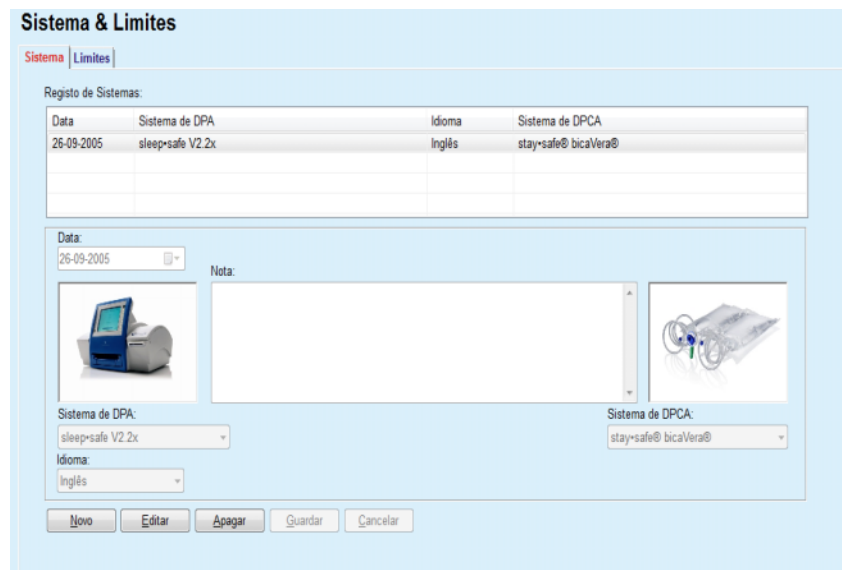 Sistema & Limites
Sistema Limites
Registo de Sistemas:
Data Sistema de DPA Idioma Sistema de DPCA
26-09-2005 sleep•safe V2.2x Inglês stay•safe® bicaVera®
Data:
26-09-2005
Nota:
Sistema de DPA: Sistema de DPCA:
sleep•safe V2.2x stay•safe® bicaVera®
Idioma:
Inglês
Novo Editar Apagar Guardar Cancelar